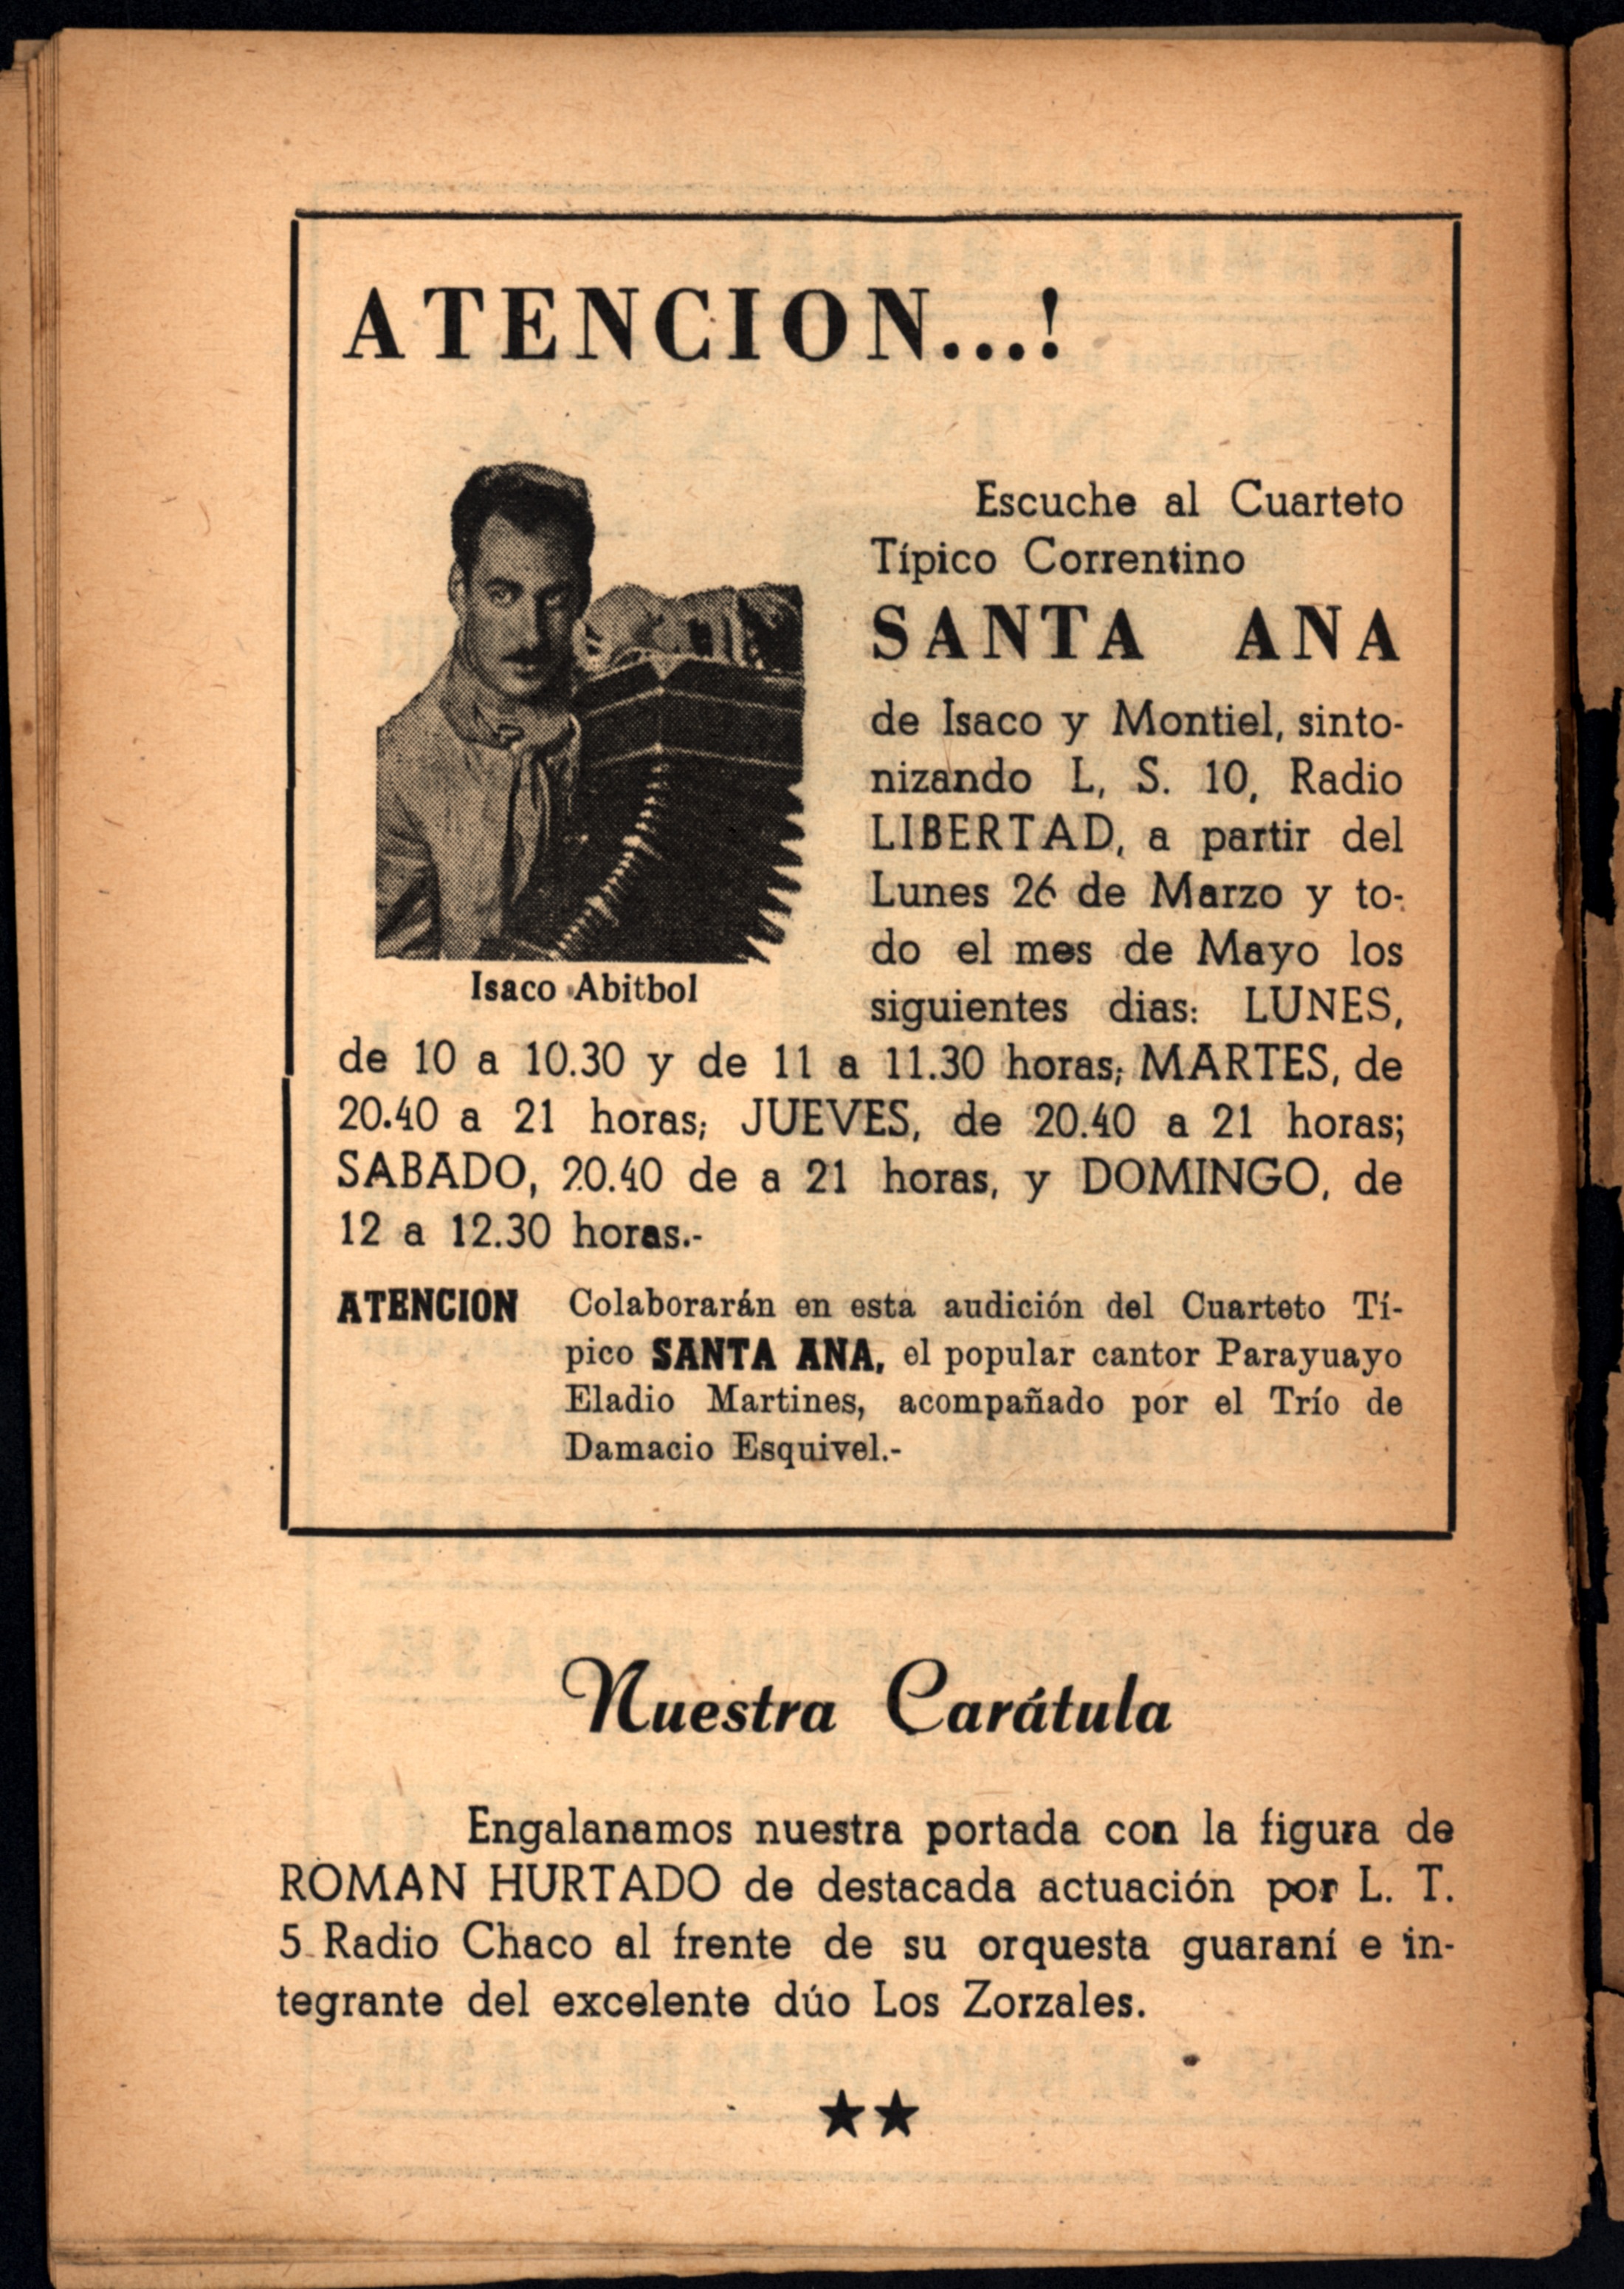 ATENCION...!
Escuche al Cuarteto
Típico Correntino
SANTA ANA
de Isaco y Montiel, sinto-
nizando L, S. 10, Radio
LIBERTAD, a partir del
Lunes 26 de Marzo y to-
do el mes de Mayo los
siguientes dias: LUNES,
Isaco Abitbol
de 10 a 10.30 y de 11 a 11.30 horas; MARTES, de
20.40 a 21 horas; JUEVES, de 20.40 a 21 horas;
SABADO, 20.40 de a 21 horas, y DOMINGO, de
12 a 12.30 horas.-
ATENCION Colaborarán en esta audición del Cuarteto Tí-
pico SANTA ANA, el popular cantor Parayuayo
Eladio Martines, acompañado por el Trío de
Damacio Esquivel.-
Nuestra Carátula
Engalanamos nuestra portada con la figura de
ROMAN HURTADO de destacada actuación por L. T.
5 Radio Chaco al frente de su orquesta guaraní e in-
tegrante del excelente dúo Los Zorzales.